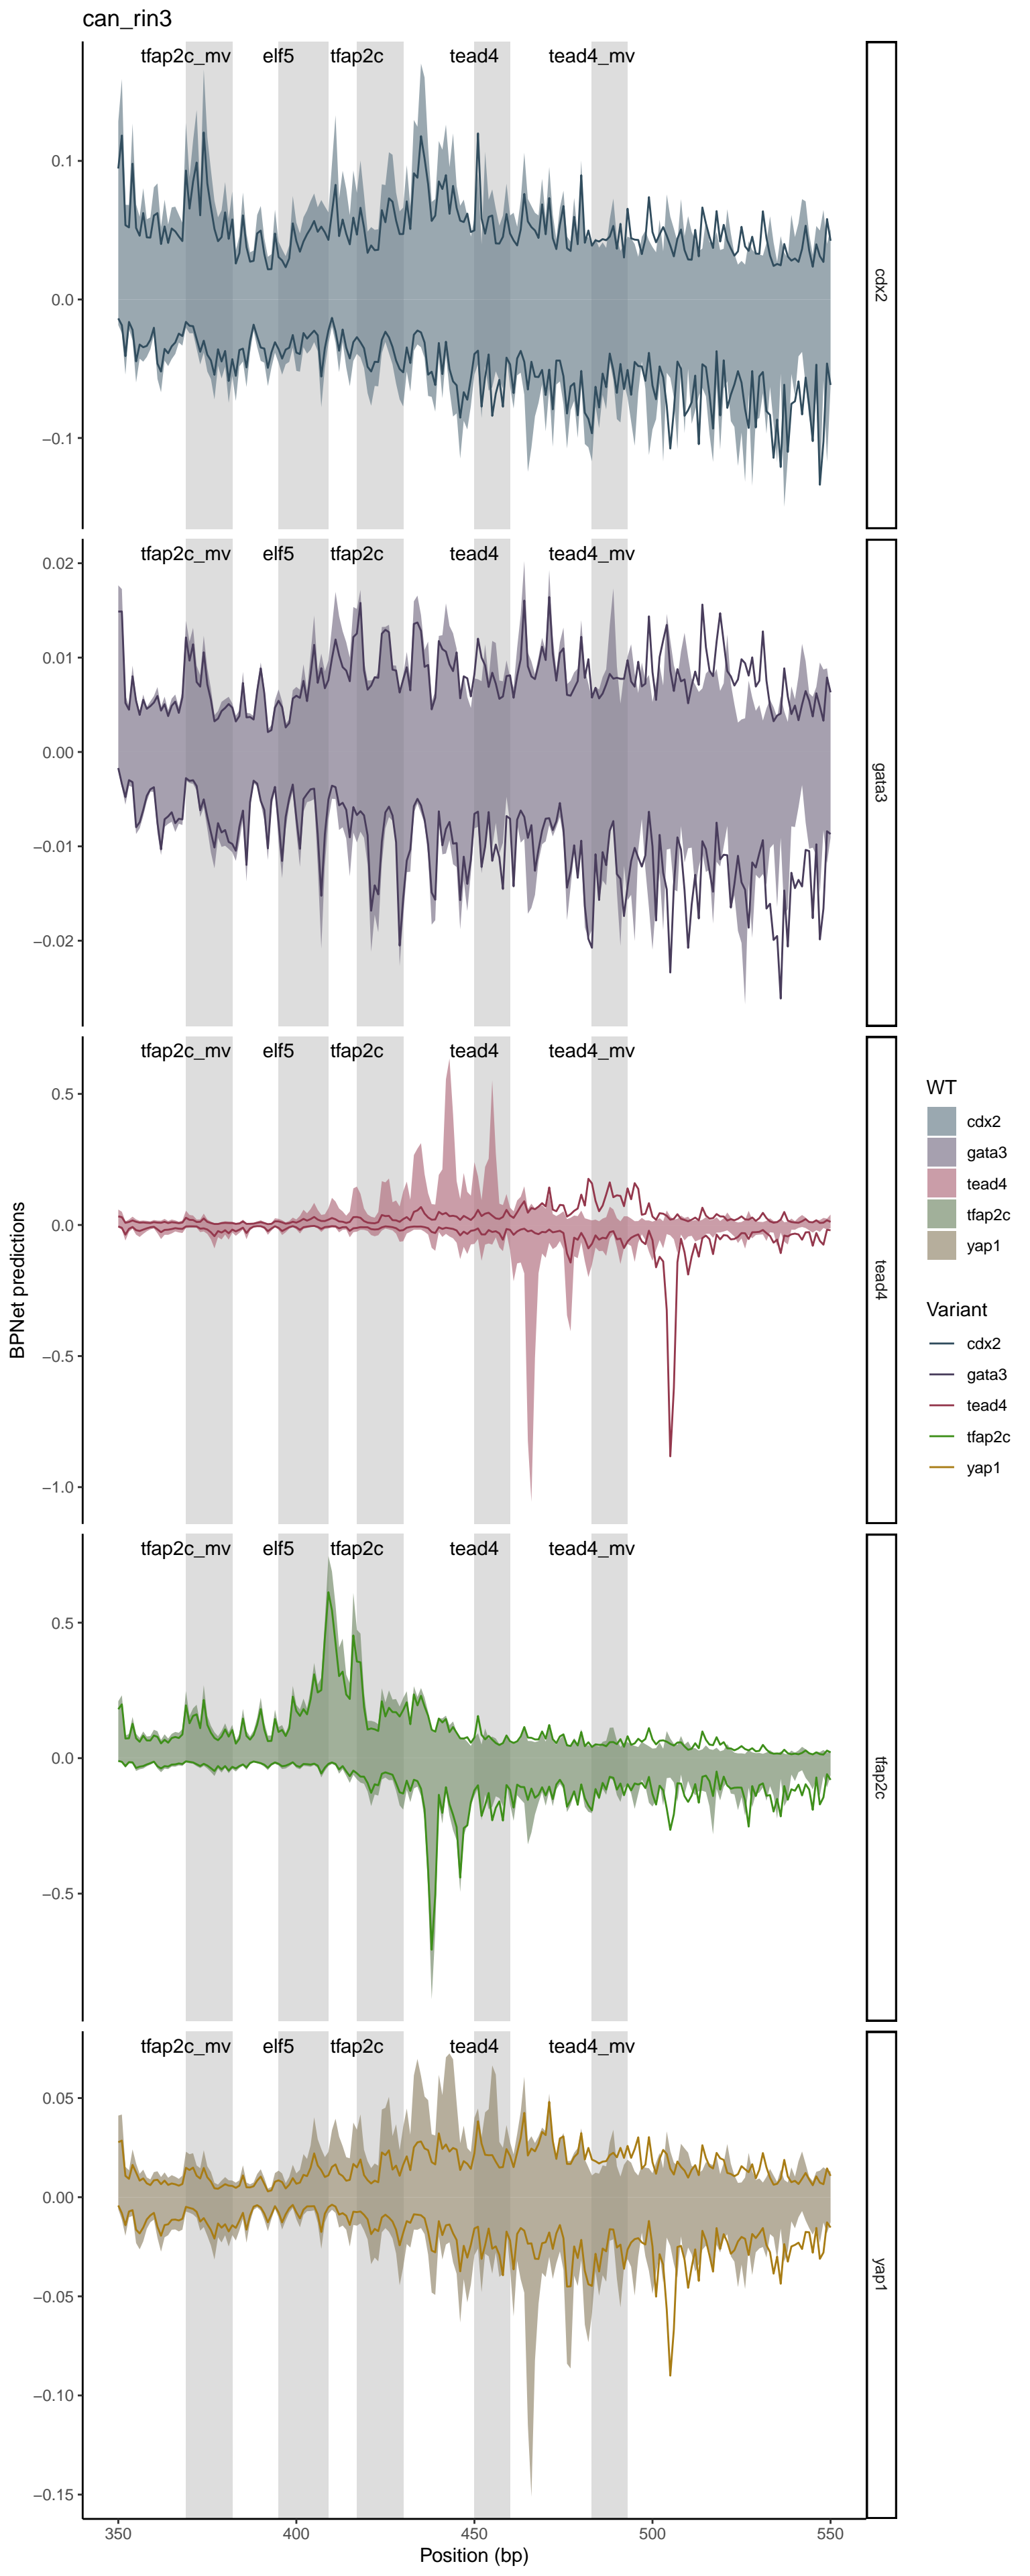 can_rin3
tfap2c_mv elf5 tfap2c tead4 tead4_mv
0.1
0.0
−0.1
cdx2
tfap2c_mv elf5 tfap2c tead4 tead4_mv
0.02
0.01
0.00
−0.01
−0.02
gata3
tfap2c_mv elf5 tfap2c tead4 tead4_mv
0.5
0.0
−0.5
−1.0
tead4
tfap2c_mv elf5 tfap2c tead4 tead4_mv
0.5
0.0
−0.5
tfap2c
tfap2c_mv elf5 tfap2c tead4 tead4_mv
0.05
0.00
−0.05
−0.10
−0.15
yap1
350 400 450 500 550
Position (bp)
BPNet predictions
WT
cdx2
gata3
tead4
tfap2c
yap1
Variant
cdx2
gata3
tead4
tfap2c
yap1